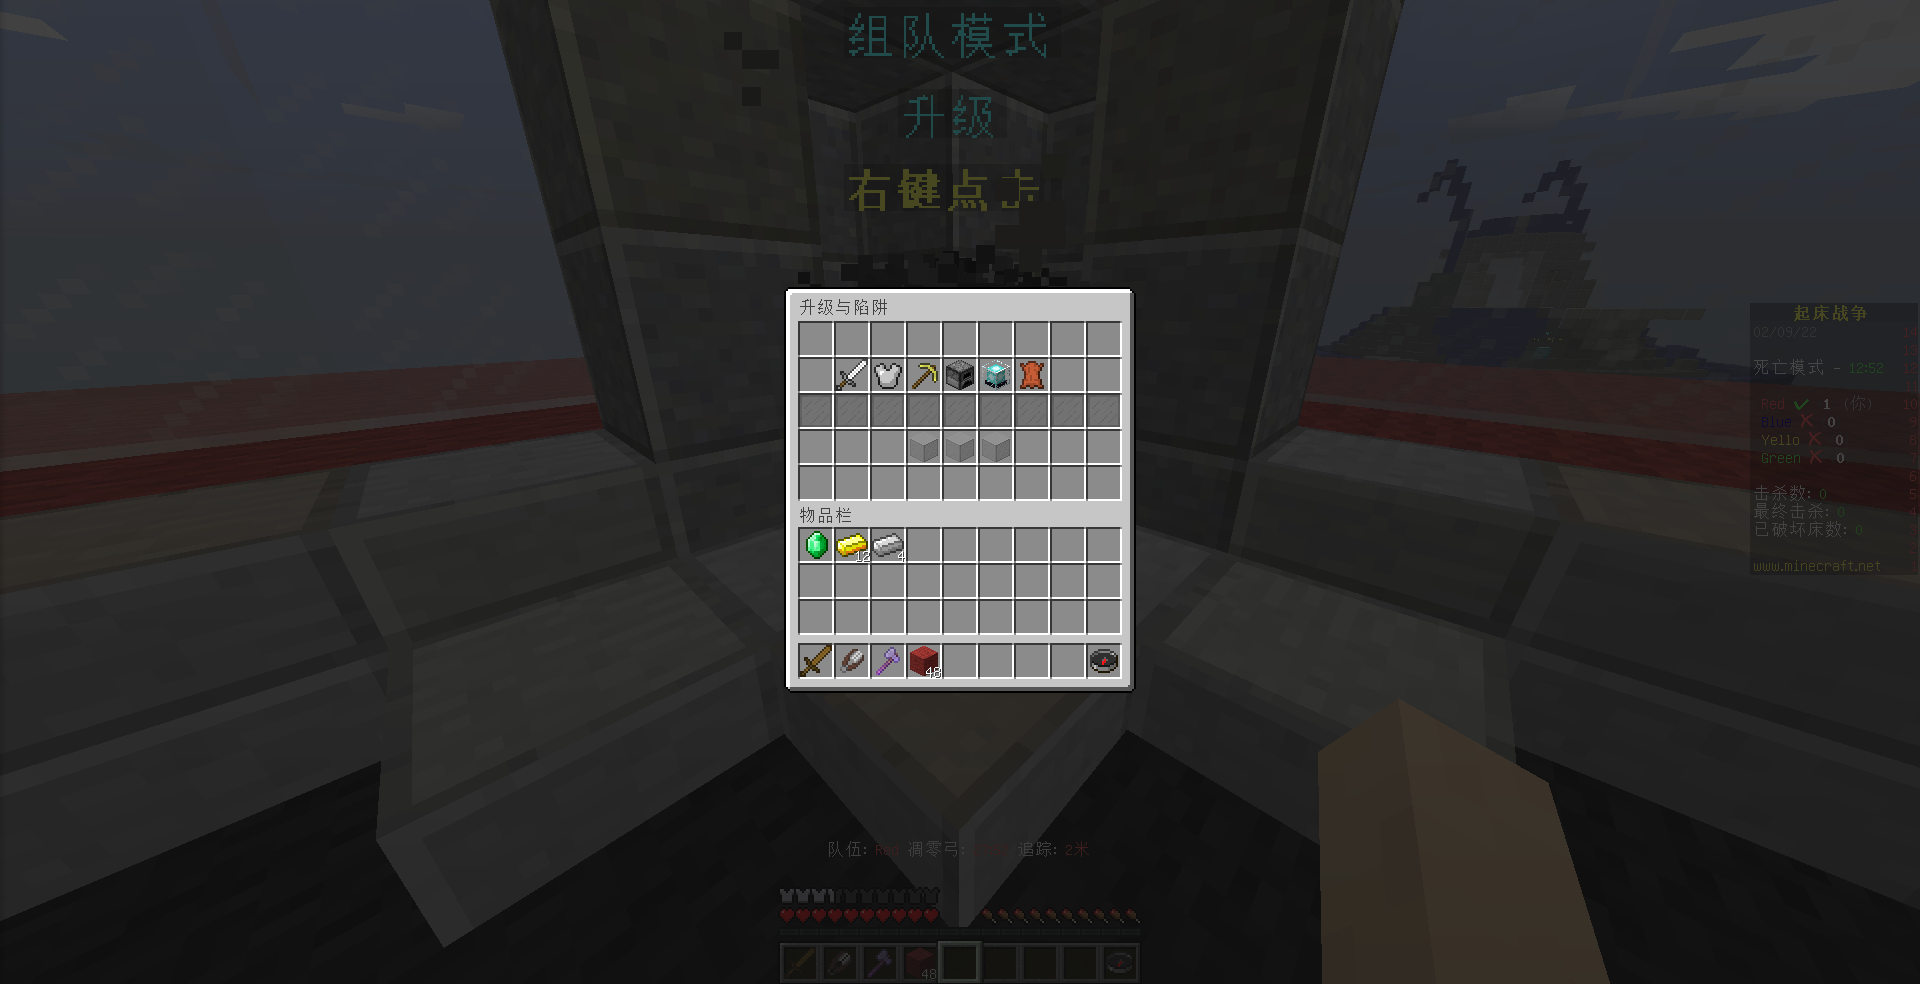 组队模式
升级
右键点击
升级与陷阱
物品栏
12
4
48
起床战争
02/09/22
死亡模式 - 12:52
Red ✓ 1 (你)
Blue ✗ 0
Yello ✗ 0
Green ✗ 0
击杀数: 0
最终击杀: 0
已破坏床数: 0
www.minecraft.net
队伍: Red 凋零弓: 追踪: 2米
48